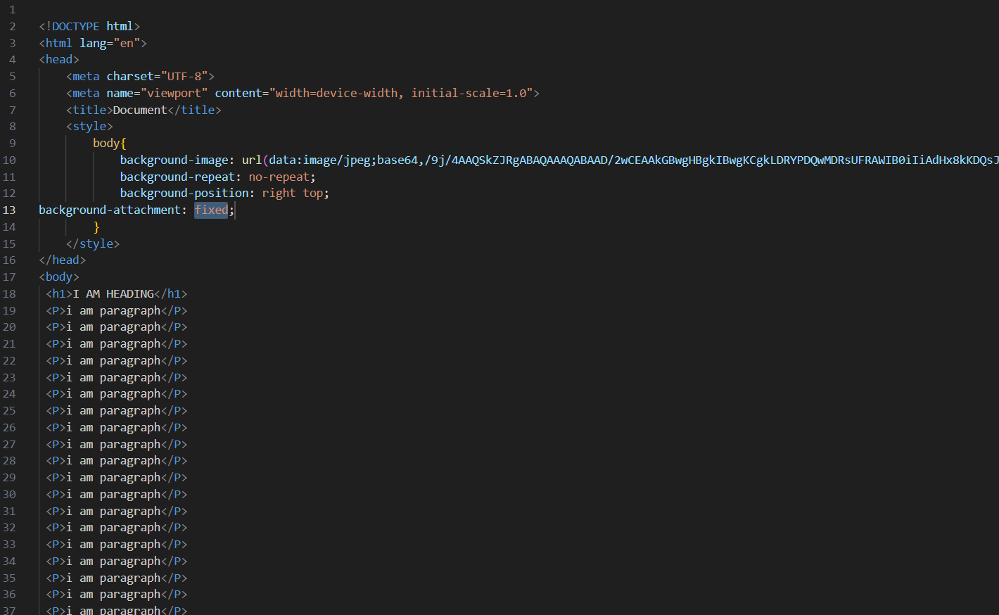 1
2 <!DOCTYPE html>
3 <html lang="en">
4 <head>
5 <meta charset="UTF-8">
6 <meta name="viewport" content="width=device-width, initial-scale=1.0">
7 <title>Document</title>
8 <style>
9 body{
10 background-image: url(data:image/jpeg;base64,/9j/4AAQSkZJRgABAQAAAQABAAD/2wCEAAkGBwgHBgkIBwgKCgkLDRYPDQwMDRsUFRAWIB0iIiAdHx8kKDQsJ
11 background-repeat: no-repeat;
12 background-position: right top;
13 background-attachment: fixed;
14 }
15 </style>
16 </head>
17 <body>
18 <h1>I AM HEADING</h1>
19 <P>i am paragraph</P>
20 <P>i am paragraph</P>
21 <P>i am paragraph</P>
22 <P>i am paragraph</P>
23 <P>i am paragraph</P>
24 <P>i am paragraph</P>
25 <P>i am paragraph</P>
26 <P>i am paragraph</P>
27 <P>i am paragraph</P>
28 <P>i am paragraph</P>
29 <P>i am paragraph</P>
30 <P>i am paragraph</P>
31 <P>i am paragraph</P>
32 <P>i am paragraph</P>
33 <P>i am paragraph</P>
34 <P>i am paragraph</P>
35 <P>i am paragraph</P>
36 <P>i am paragraph</P>
37 <P>i am paragraph</P>